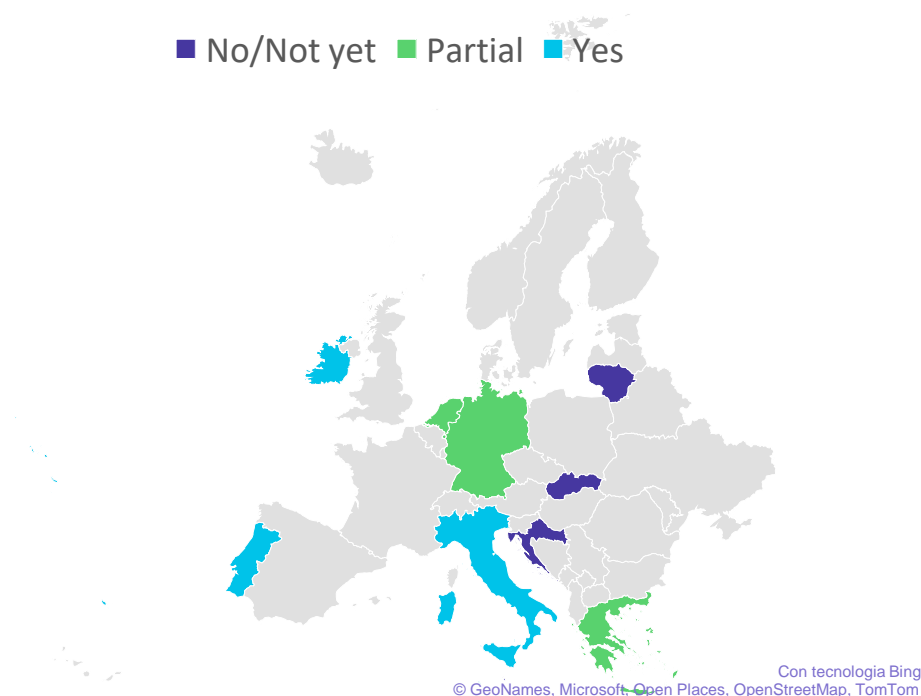 No/Not yet Partial Yes
Con tecnologia Bing
© GeoNames, Microsoft, Open Places, OpenStreetMap, TomTom